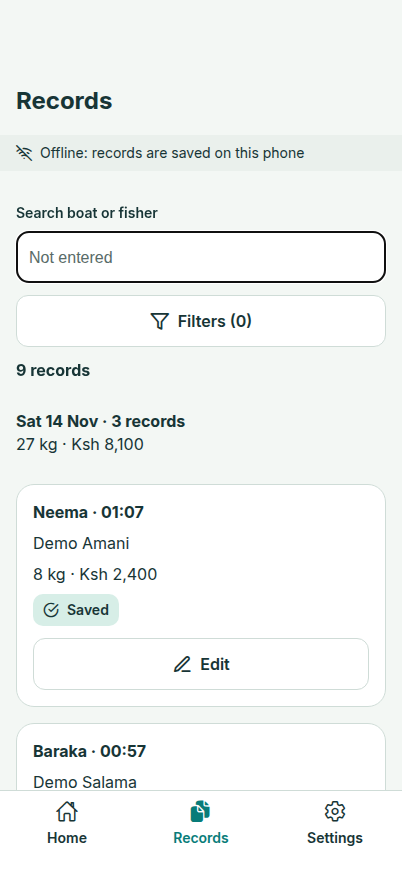 Records
Offline: records are saved on this phone
Search boat or fisher
Not entered
Filters (0)
9 records
Sat 14 Nov · 3 records
27 kg · Ksh 8,100
Neema · 01:07
Demo Amani
8 kg · Ksh 2,400
Saved
Edit
Baraka · 00:57
Demo Salama
Home
Records
Settings